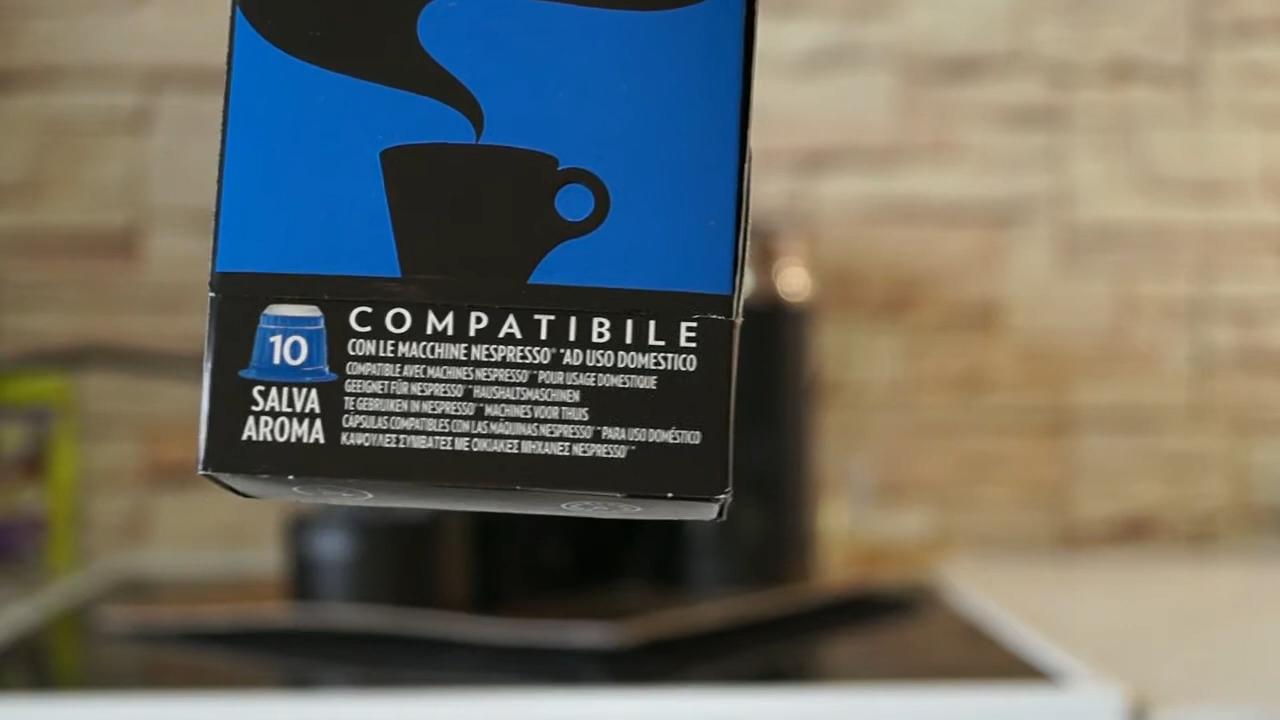 COMPATIBILE
CON LE MACCHINE NESPRESSO* *AD USO DOMESTICO
COMPATIBLE AVEC MACHINES NESPRESSO* *POUR USAGE DOMESTIQUE
GEEIGNET FÜR NESPRESSO* *HAUSHALTSMASCHINEN
TE GEBRUIKEN IN NESPRESSO* *MACHINES VOOR THUIS
CÁPSULAS COMPATIBLES CON LAS MÁQUINAS NESPRESSO* *PARA USO DOMÉSTICO
ΚΑΨΟΥΛΕΣ ΣΥΜΒΑΤΕΣ ΜΕ ΟΙΚΙΑΚΕΣ ΜΗΧΑΝΕΣ NESPRESSO*
10
SALVA
AROMA